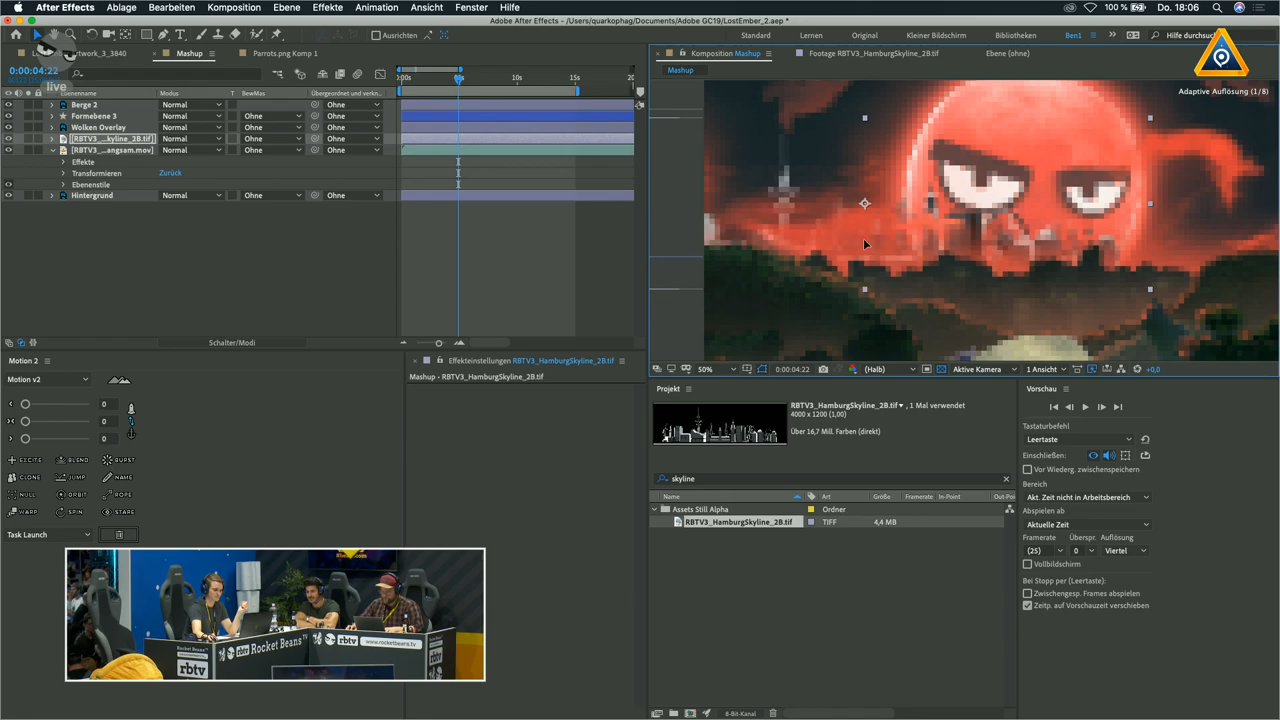 After Effects Ablage Bearbeiten Komposition Ebene Effekte Animation Ansicht Fenster Hilfe 100 % Do. 18:06
Adobe After Effects - /Users/quarkophag/Documents/Adobe GC19/LostEmber_2.aep *
Ausrichten
Standard Lernen Original Kleiner Bildschirm Bibliotheken Ben1 Hilfe durchsuc
live
twork_3_3840 Mashup Parrots.png Komp 1
Komposition Mashup Footage RBTV3_HamburgSkyline_2B.tif Ebene (ohne)
Mashup
Adaptive Auflösung (1/8)
0:00:04:22
:00s 5s 10s 15s 20
lenname Modus T BewMas Übergeordnet und verkn..
Berge 2 Normal Ohne
Formebene 3 Normal Ohne Ohne
Wolken Overlay Normal Ohne Ohne
[RBTV3_...kyline_2B.tif] Normal Ohne Ohne
[RBTV3_...angsam.mov] Normal Ohne Ohne
Effekte
Transformieren Zurück
Ebenenstile
Hintergrund Normal Ohne Ohne
Schalter/Modi
50% 0:00:04:22 (Halb) Aktive Kamera 1 Ansicht +0,0
Motion 2
Motion v2
0
0
0
EXCITE BLEND BURST
CLONE JUMP NAME
NULL ORBIT ROPE
WARP SPIN STARE
Task Launch
Effekteinstellungen RBTV3_HamburgSkyline_2B.tif
Mashup • RBTV3_HamburgSkyline_2B.tif
Projekt
RBTV3_HamburgSkyline_2B.tif , 1 Mal verwendet
4000 x 1200 (1,00)
Über 16,7 Mill. Farben (direkt)
skyline
Name Art Größe Framerate In-Point Out-Poi
Assets Still Alpha Ordner
RBTV3_HamburgSkyline_2B.tif TIFF 4,4 MB
8-Bit-Kanal
Vorschau
Tastaturbefehl
Leertaste
Einschließen:
Vor Wiederg. zwischenspeichern
Bereich
Akt. Zeit nicht in Arbeitsbereich
Abspielen ab
Aktuelle Zeit
Framerate Überspr. Auflösung
(25) 0 Viertel
Vollbildschirm
Bei Stopp per (Leertaste):
Zwischengesp. Frames abspielen
Zeitp. auf Vorschauzeit verschieben
Rocket Beans
rbtv
Rocket Beans
rbtv
www.rocketbeans.tv
rbtv